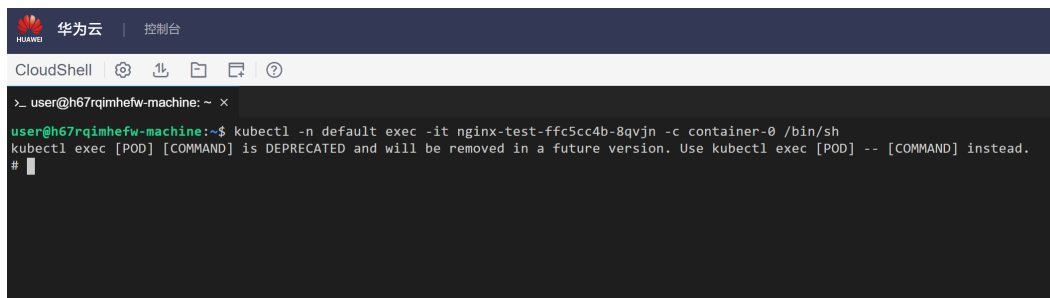 HUAWEI 华为云 | 控制台
CloudShell
>_ user@h67rqimhefw-machine: ~ ×
user@h67rqimhefw-machine:~$ kubectl -n default exec -it nginx-test-ffc5cc4b-8qvjn -c container-0 /bin/sh
kubectl exec [POD] [COMMAND] is DEPRECATED and will be removed in a future version. Use kubectl exec [POD] -- [COMMAND] instead.
#